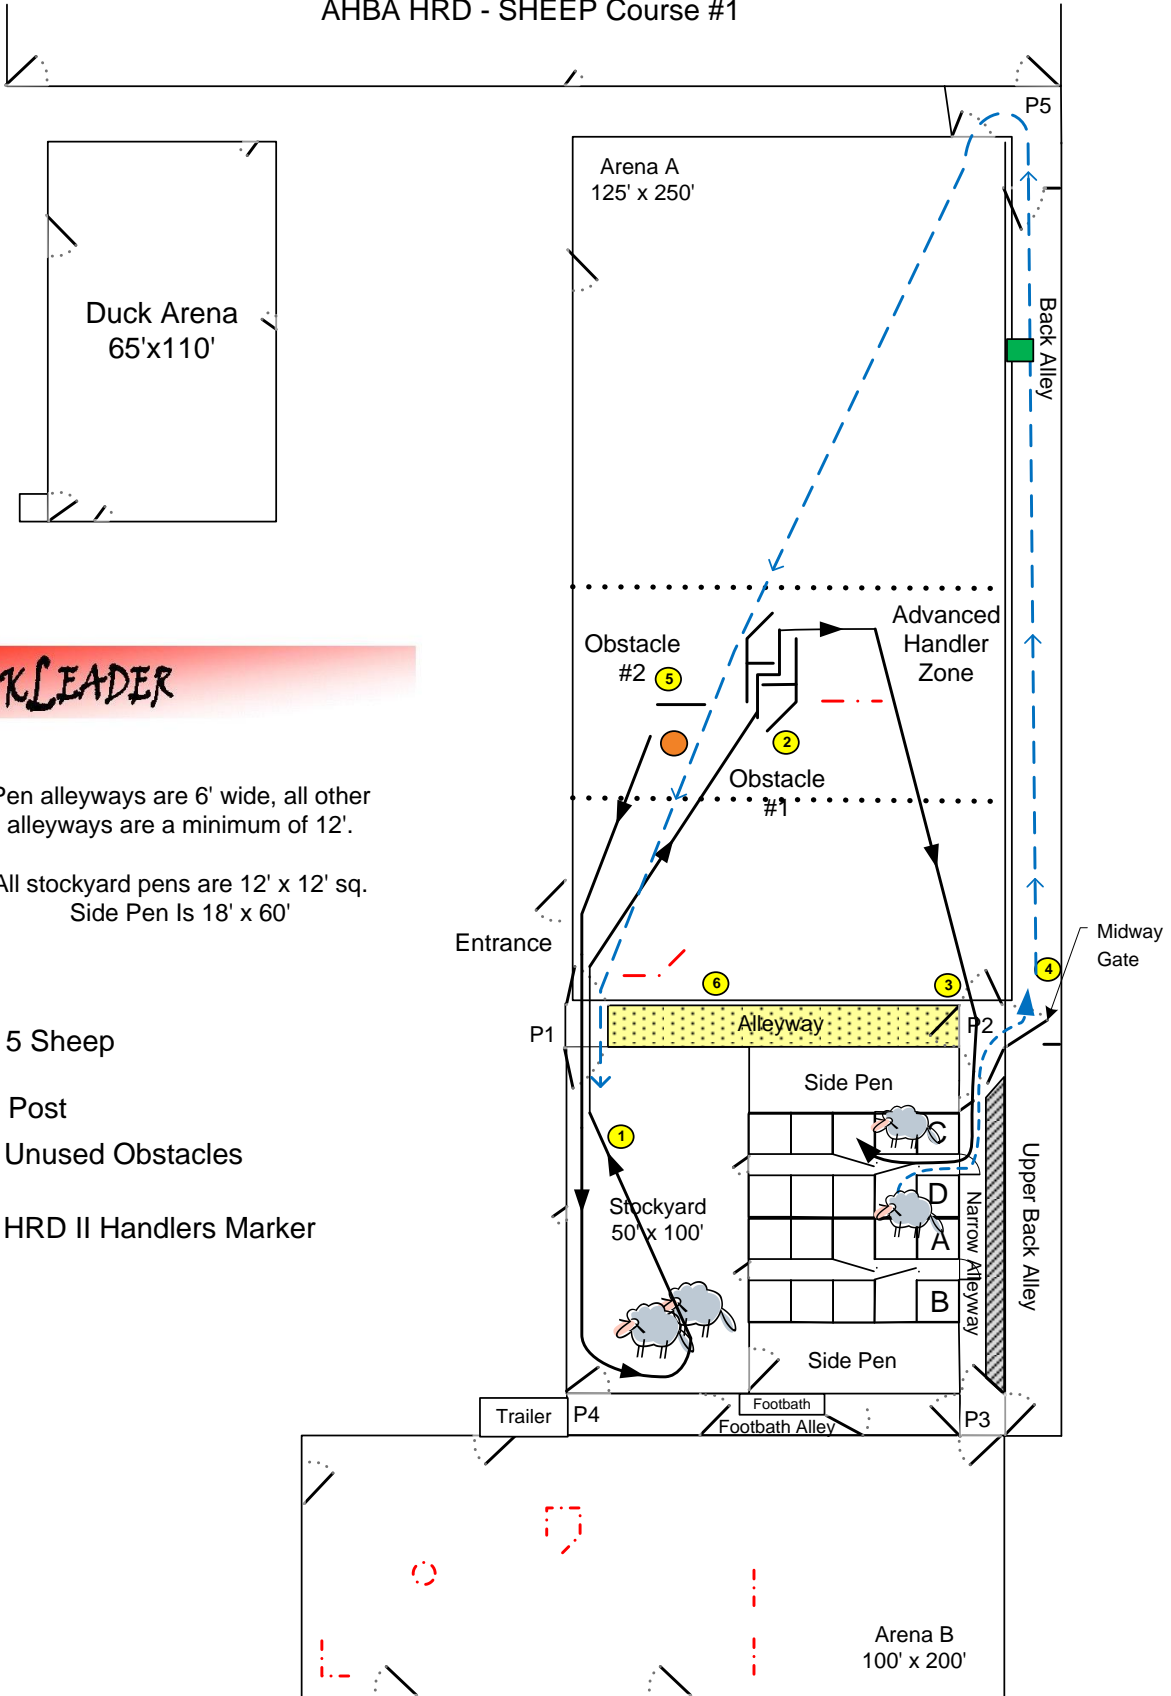 AHBA HRD - SHEEP Course #1
P5
Arena A
125' x 250'
Duck Arena
65'x110'
Back Alley
Advanced
Handler
Zone
Obstacle
#2
5
2
Obstacle
#1
KLEADER
Pen alleyways are 6' wide, all other
alleyways are a minimum of 12'.
All stockyard pens are 12' x 12' sq.
Side Pen Is 18' x 60'
Entrance
Midway
Gate
6
3
4
P1
Alleyway
P2
5 Sheep
Post
Unused Obstacles
HRD II Handlers Marker
Side Pen
1
C
D
A
B
Stockyard
50' x 100'
Narrow Alleyway
Upper Back Alley
Side Pen
Trailer
P4
Footbath
Footbath Alley
P3
Arena B
100' x 200'